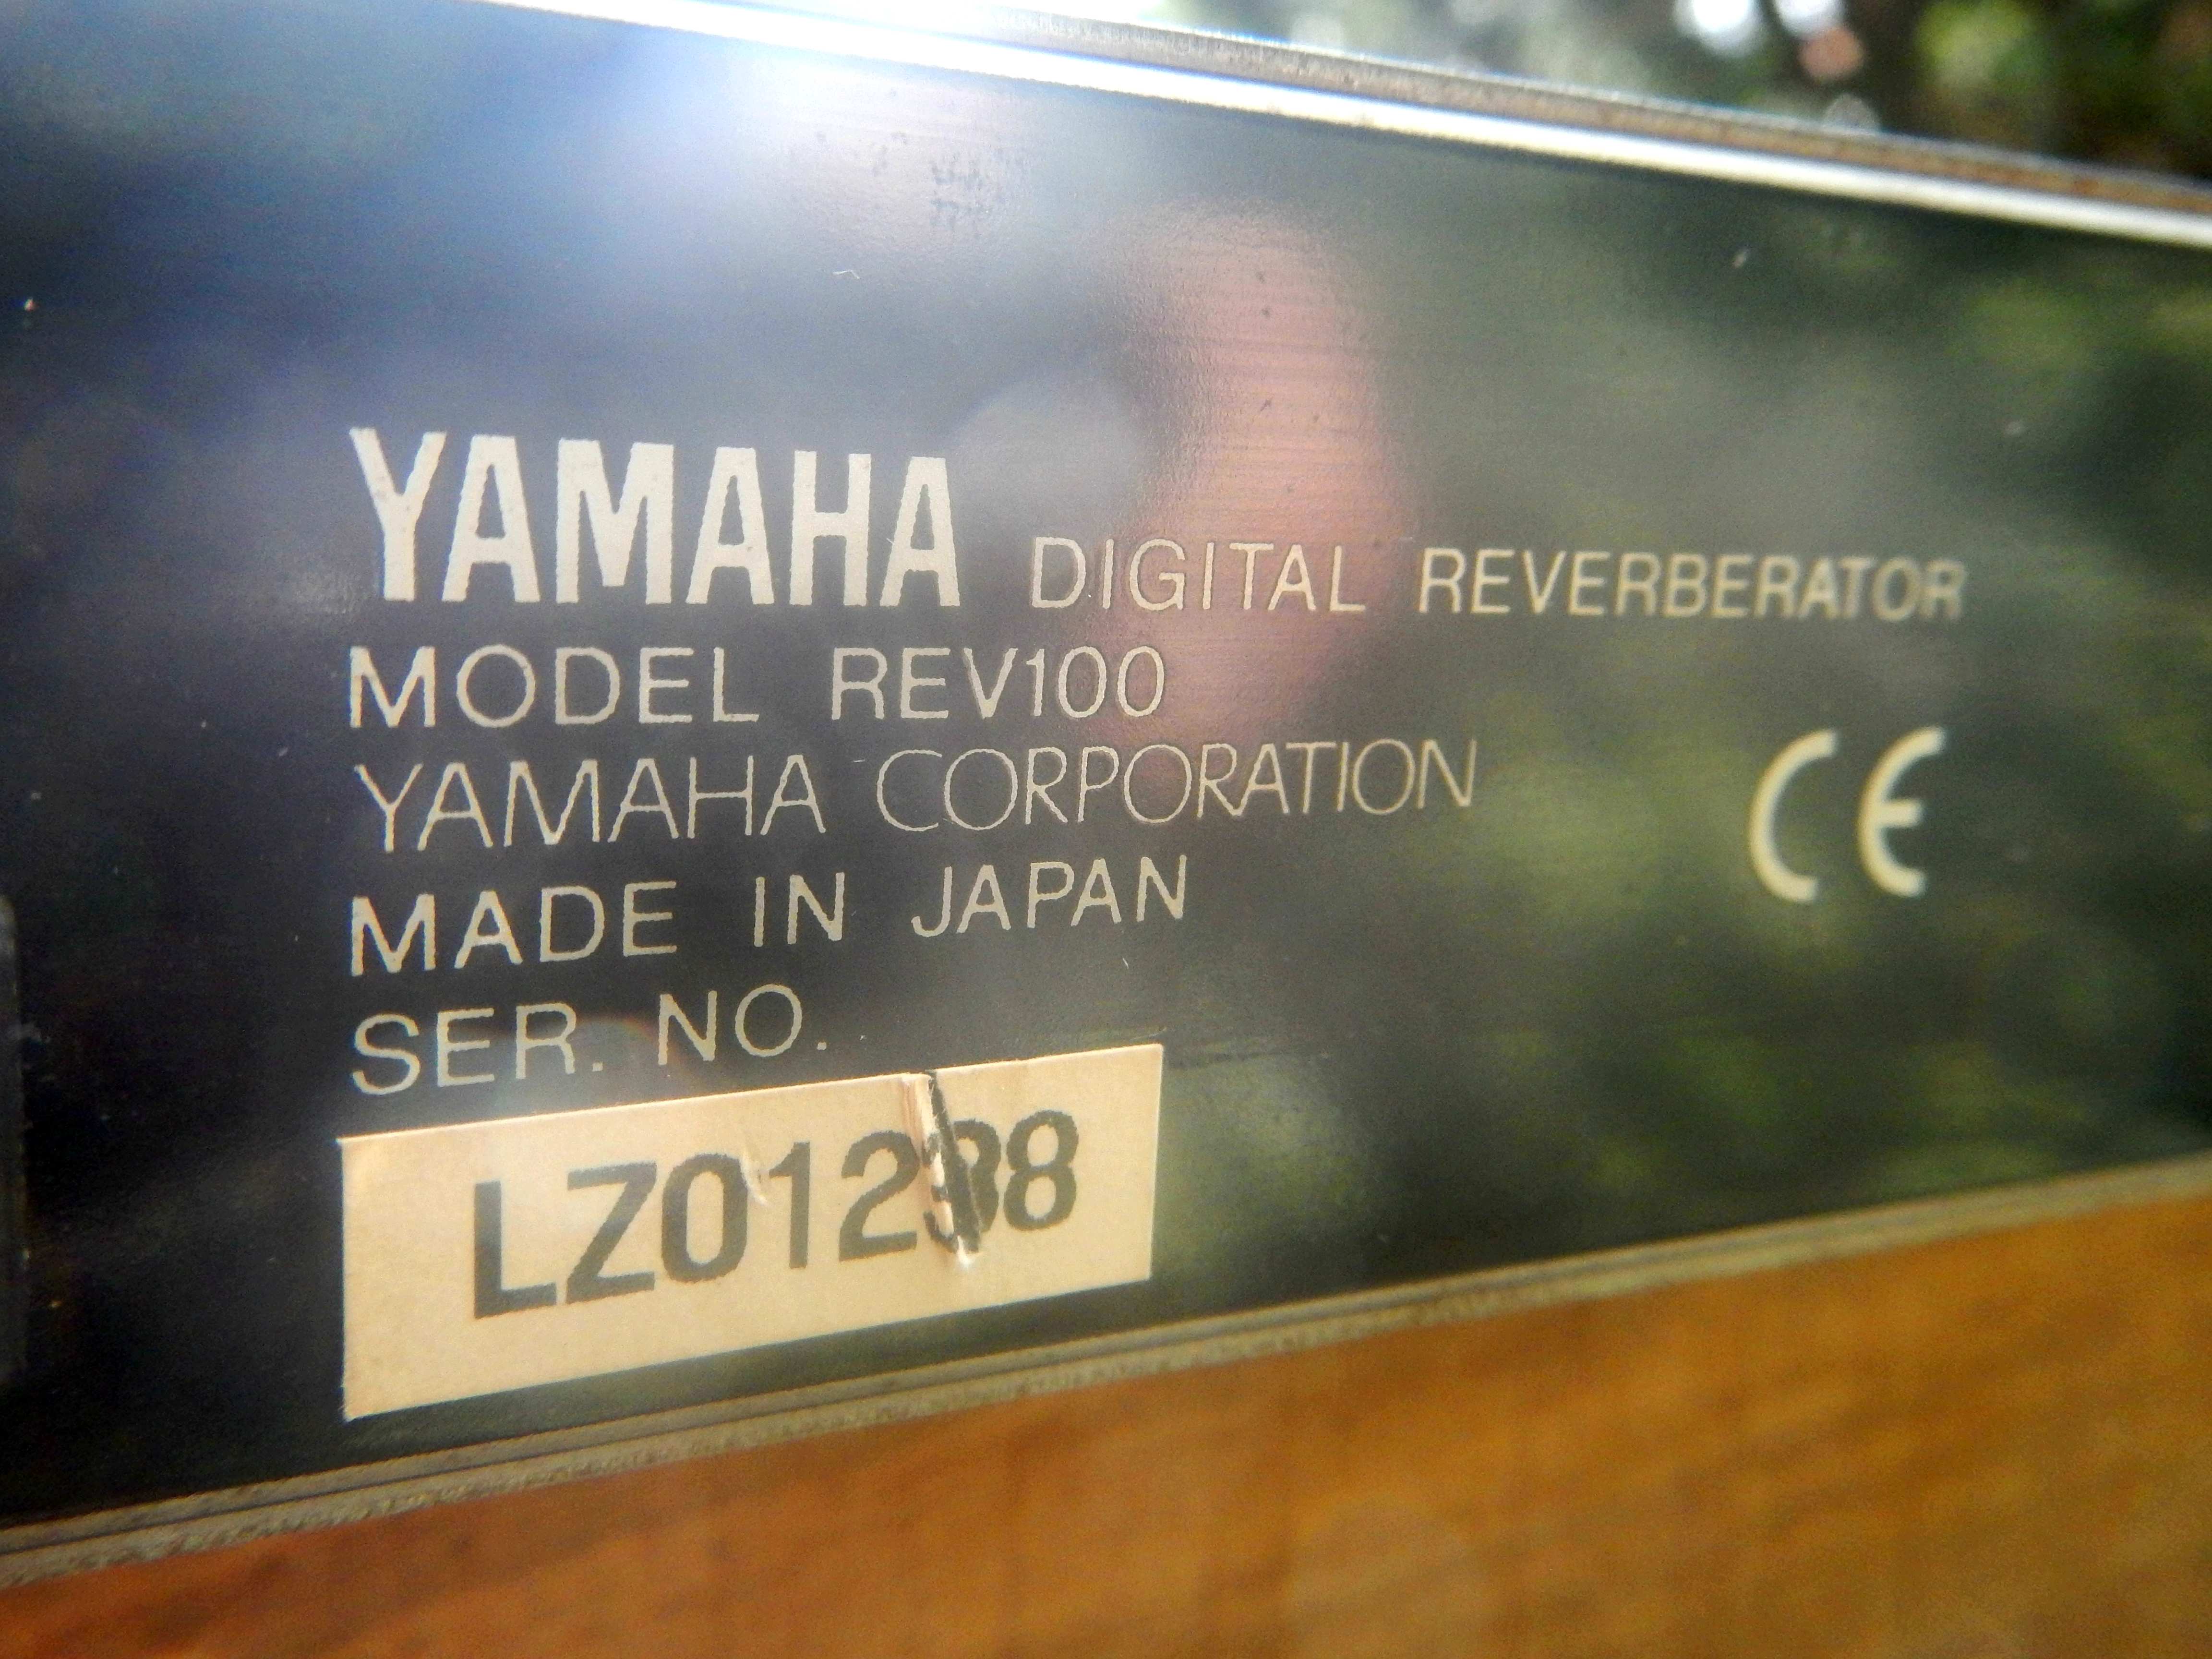 YAMAHA DIGITAL REVERBERATOR
MODEL REV100
YAMAHA CORPORATION
MADE IN JAPAN
CE
SER. NO.